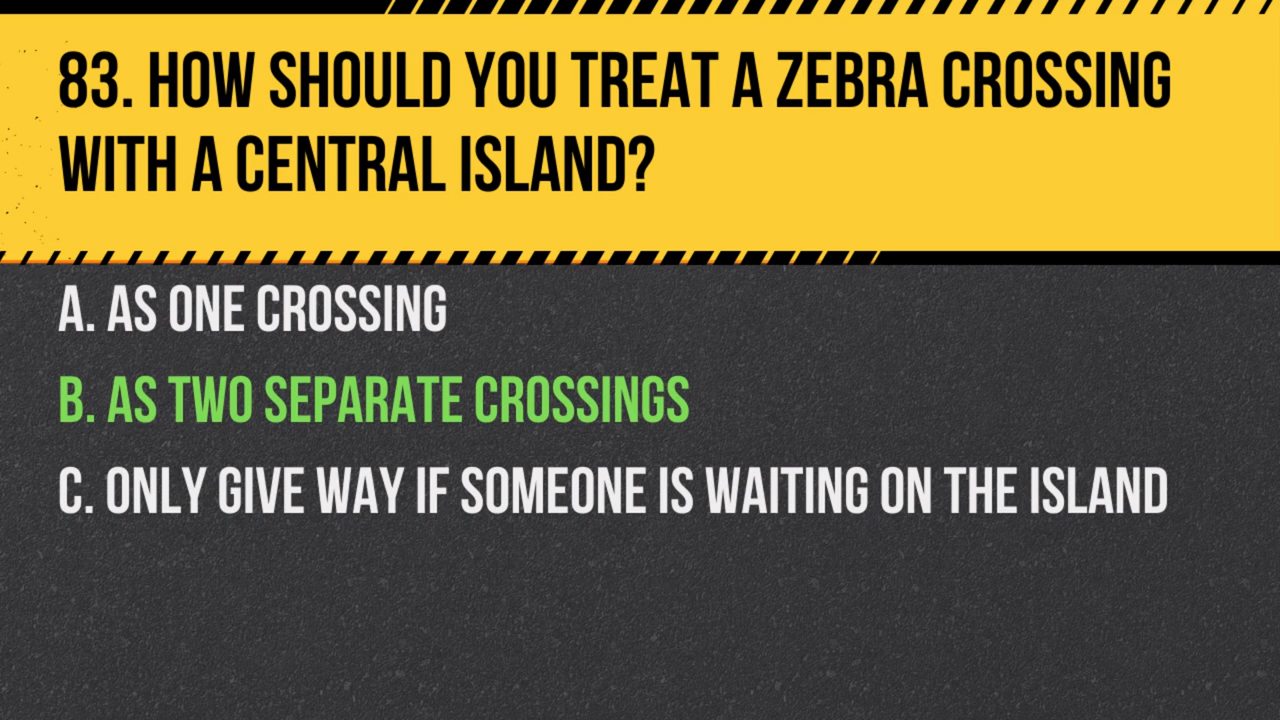 83. HOW SHOULD YOU TREAT A ZEBRA CROSSING
WITH A CENTRAL ISLAND?
A. AS ONE CROSSING
B. AS TWO SEPARATE CROSSINGS
C. ONLY GIVE WAY IF SOMEONE IS WAITING ON THE ISLAND